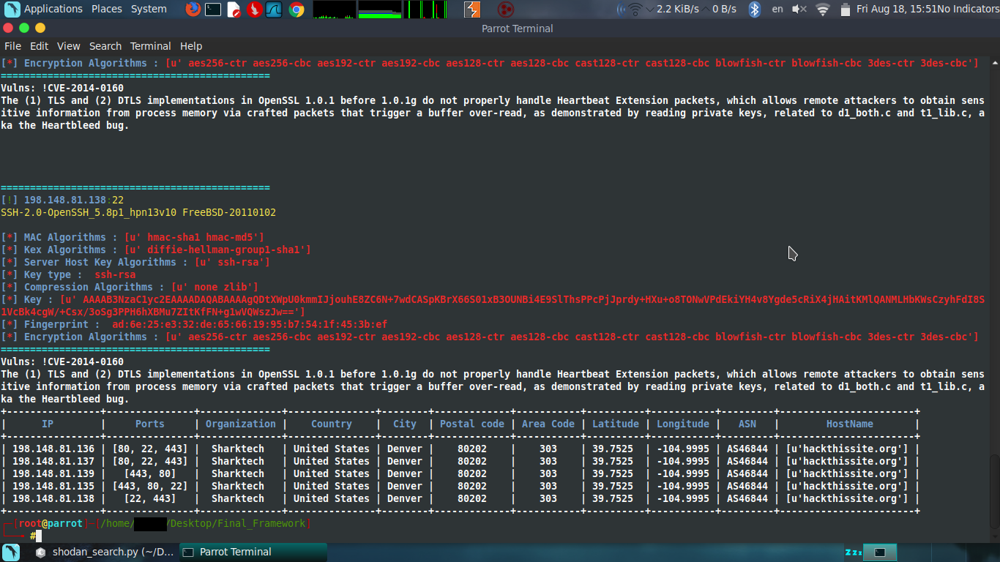 Applications Places System 2.2 KiB/s 0 B/s en Fri Aug 18, 15:51No Indicators
Parrot Terminal
File Edit View Search Terminal Help
[*] Encryption Algorithms : [u' aes256-ctr aes256-cbc aes192-ctr aes192-cbc aes128-ctr aes128-cbc cast128-ctr cast128-cbc blowfish-ctr blowfish-cbc 3des-ctr 3des-cbc']
==============================================
Vulns: !CVE-2014-0160
The (1) TLS and (2) DTLS implementations in OpenSSL 1.0.1 before 1.0.1g do not properly handle Heartbeat Extension packets, which allows remote attackers to obtain sens
itive information from process memory via crafted packets that trigger a buffer over-read, as demonstrated by reading private keys, related to d1_both.c and t1_lib.c, a
ka the Heartbleed bug.
==============================================
[!] 198.148.81.138:22
SSH-2.0-OpenSSH_5.8p1_hpn13v10 FreeBSD-20110102
[*] MAC Algorithms : [u' hmac-sha1 hmac-md5']
[*] Kex Algorithms : [u' diffie-hellman-group1-sha1']
[*] Server Host Key Algorithms : [u' ssh-rsa']
[*] Key type :  ssh-rsa
[*] Compression Algorithms : [u' none zlib']
[*] Key : [u' AAAAB3NzaC1yc2EAAAADAQABAAAAgQDtXWpU0kmmIJjouhE8ZC6N+7wdCASpKBrX66S01xB3OUNBi4E9SlThsPPcPjJprdy+HXu+o8TONwVPdEkiYH4v8Ygde5cRiX4jHAitKMlQANMLHbKWsCzyhFdI8S
1VcBk4cgW/+Csx/3oSg3PPH6hXBMu7ZItKfFN+g1wVQWszJw==']
[*] Fingerprint :  ad:6e:25:e3:32:de:65:66:19:95:b7:54:1f:45:3b:ef
[*] Encryption Algorithms : [u' aes256-ctr aes256-cbc aes192-ctr aes192-cbc aes128-ctr aes128-cbc cast128-ctr cast128-cbc blowfish-ctr blowfish-cbc 3des-ctr 3des-cbc']
==============================================
Vulns: !CVE-2014-0160
The (1) TLS and (2) DTLS implementations in OpenSSL 1.0.1 before 1.0.1g do not properly handle Heartbeat Extension packets, which allows remote attackers to obtain sens
itive information from process memory via crafted packets that trigger a buffer over-read, as demonstrated by reading private keys, related to d1_both.c and t1_lib.c, a
ka the Heartbleed bug.
| IP | Ports | Organization | Country | City | Postal code | Area Code | Latitude | Longitude | ASN | HostName |
| 198.148.81.136 | [80, 22, 443] | Sharktech | United States | Denver | 80202 | 303 | 39.7525 | -104.9995 | AS46844 | [u'hackthissite.org'] |
| 198.148.81.137 | [80, 22, 443] | Sharktech | United States | Denver | 80202 | 303 | 39.7525 | -104.9995 | AS46844 | [u'hackthissite.org'] |
| 198.148.81.139 | [443, 80] | Sharktech | United States | Denver | 80202 | 303 | 39.7525 | -104.9995 | AS46844 | [u'hackthissite.org'] |
| 198.148.81.135 | [443, 80, 22] | Sharktech | United States | Denver | 80202 | 303 | 39.7525 | -104.9995 | AS46844 | [u'hackthissite.org'] |
| 198.148.81.138 | [22, 443] | Sharktech | United States | Denver | 80202 | 303 | 39.7525 | -104.9995 | AS46844 | [u'hackthissite.org'] |
[root@parrot]-[/home/ /Desktop/Final_Framework]
#
shodan_search.py (~/D... Parrot Terminal zzz